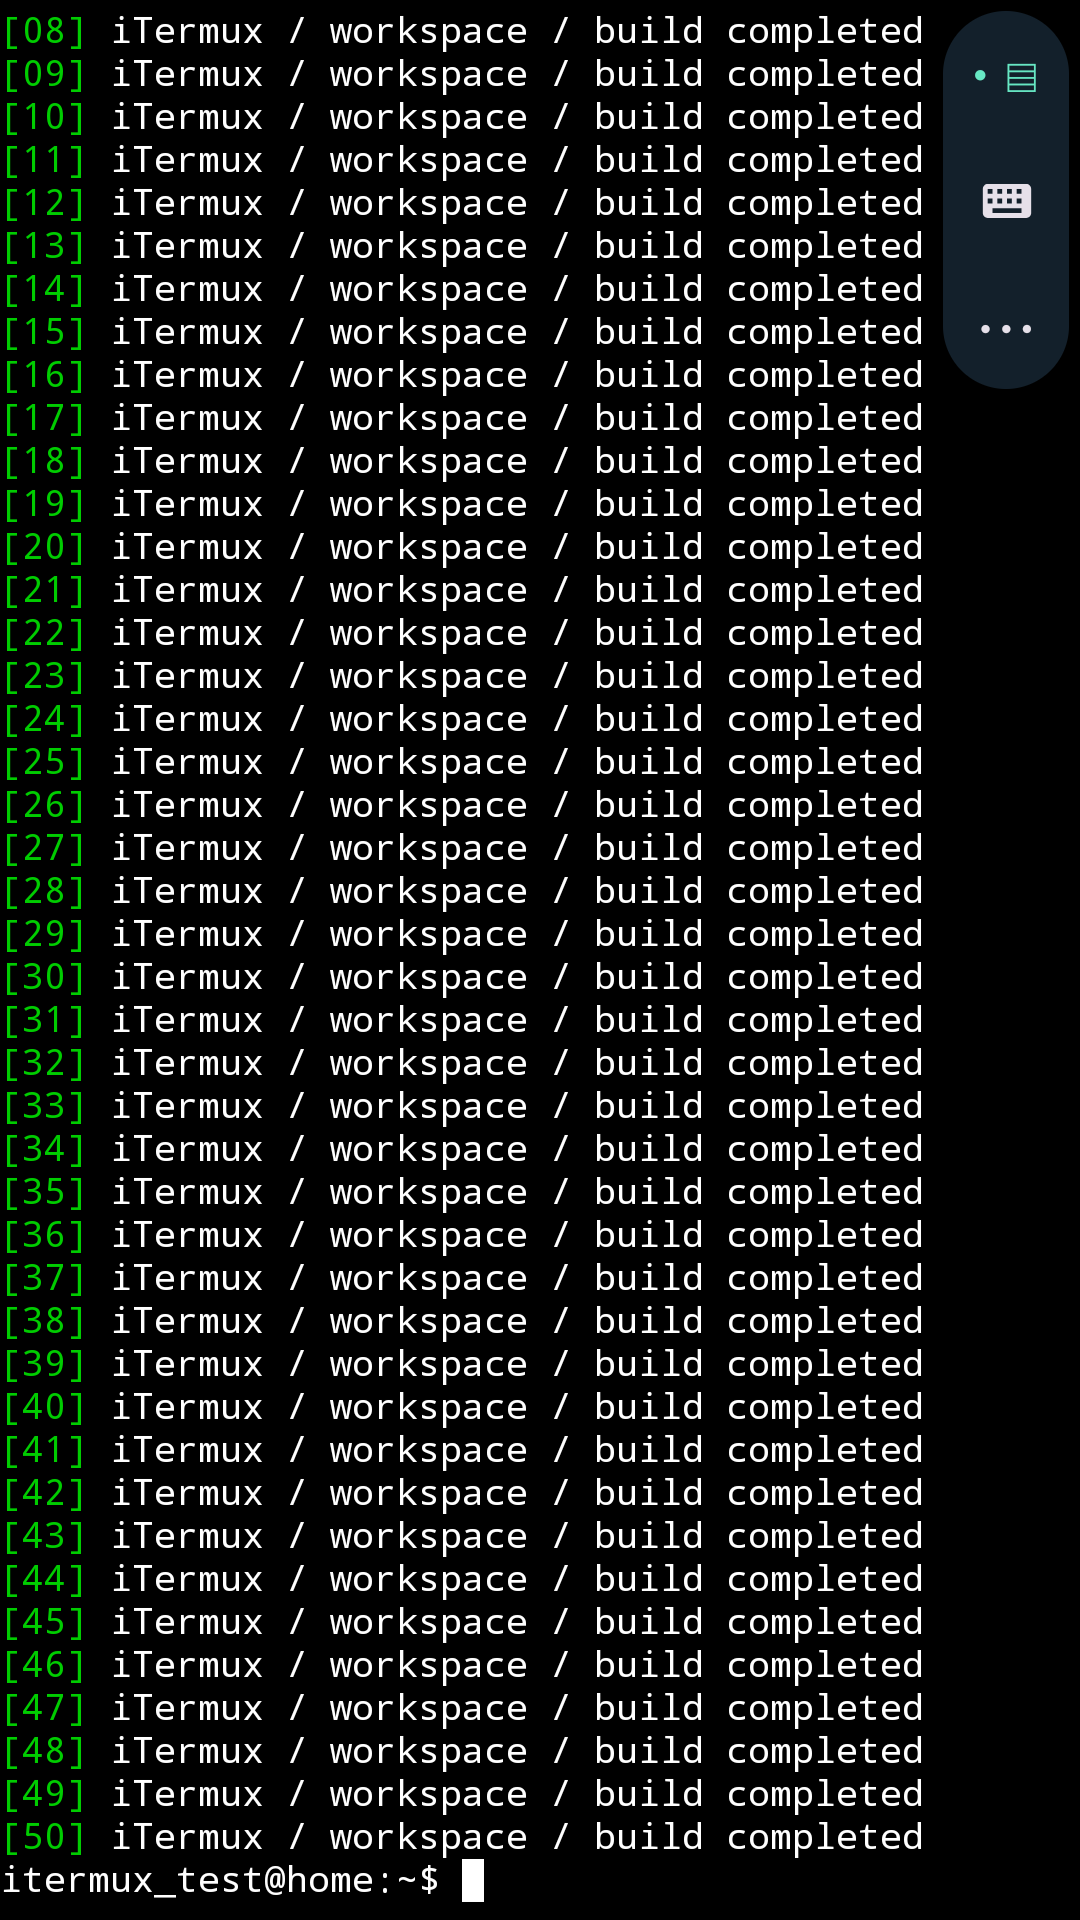 [08] iTermux / workspace / build completed
[09] iTermux / workspace / build completed
[10] iTermux / workspace / build completed
[11] iTermux / workspace / build completed
[12] iTermux / workspace / build completed
[13] iTermux / workspace / build completed
[14] iTermux / workspace / build completed
[15] iTermux / workspace / build completed
[16] iTermux / workspace / build completed
[17] iTermux / workspace / build completed
[18] iTermux / workspace / build completed
[19] iTermux / workspace / build completed
[20] iTermux / workspace / build completed
[21] iTermux / workspace / build completed
[22] iTermux / workspace / build completed
[23] iTermux / workspace / build completed
[24] iTermux / workspace / build completed
[25] iTermux / workspace / build completed
[26] iTermux / workspace / build completed
[27] iTermux / workspace / build completed
[28] iTermux / workspace / build completed
[29] iTermux / workspace / build completed
[30] iTermux / workspace / build completed
[31] iTermux / workspace / build completed
[32] iTermux / workspace / build completed
[33] iTermux / workspace / build completed
[34] iTermux / workspace / build completed
[35] iTermux / workspace / build completed
[36] iTermux / workspace / build completed
[37] iTermux / workspace / build completed
[38] iTermux / workspace / build completed
[39] iTermux / workspace / build completed
[40] iTermux / workspace / build completed
[41] iTermux / workspace / build completed
[42] iTermux / workspace / build completed
[43] iTermux / workspace / build completed
[44] iTermux / workspace / build completed
[45] iTermux / workspace / build completed
[46] iTermux / workspace / build completed
[47] iTermux / workspace / build completed
[48] iTermux / workspace / build completed
[49] iTermux / workspace / build completed
[50] iTermux / workspace / build completed
itermux_test@home:~$